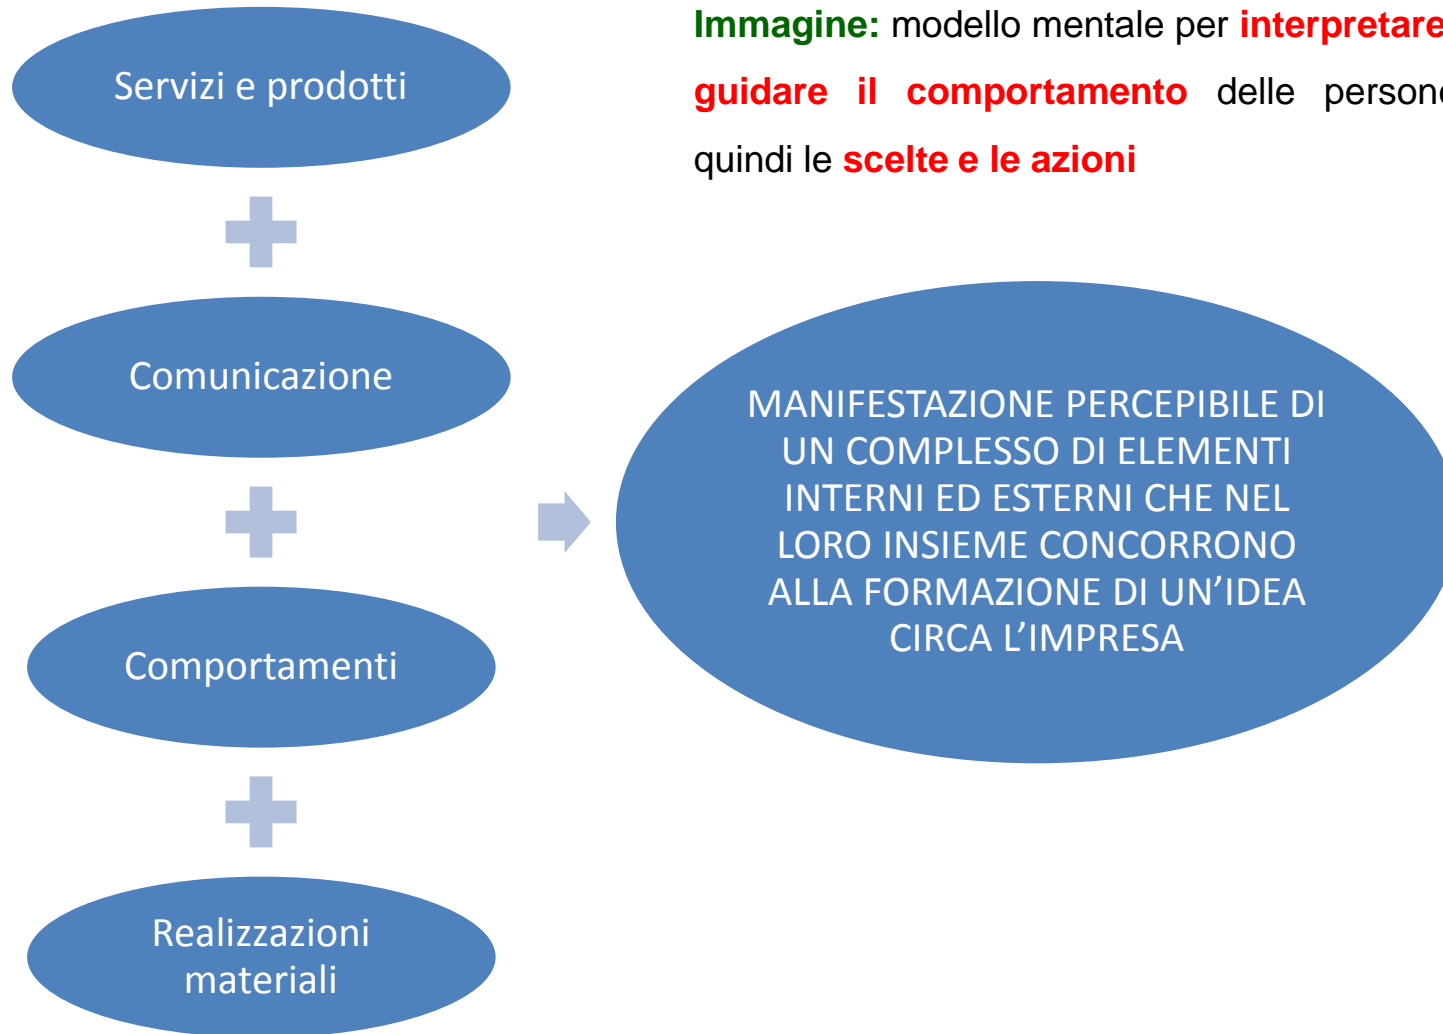 Servizi e prodotti
Comunicazione
Comportamenti
Realizzazioni
materiali
Immagine: modello mentale per interpretare
guidare il comportamento delle persone
quindi le scelte e le azioni
MANIFESTAZIONE PERCEPIBILE DI
UN COMPLESSO DI ELEMENTI
INTERNI ED ESTERNI CHE NEL
LORO INSIEME CONCORRONO
ALLA FORMAZIONE DI UN’IDEA
CIRCA L’IMPRESA